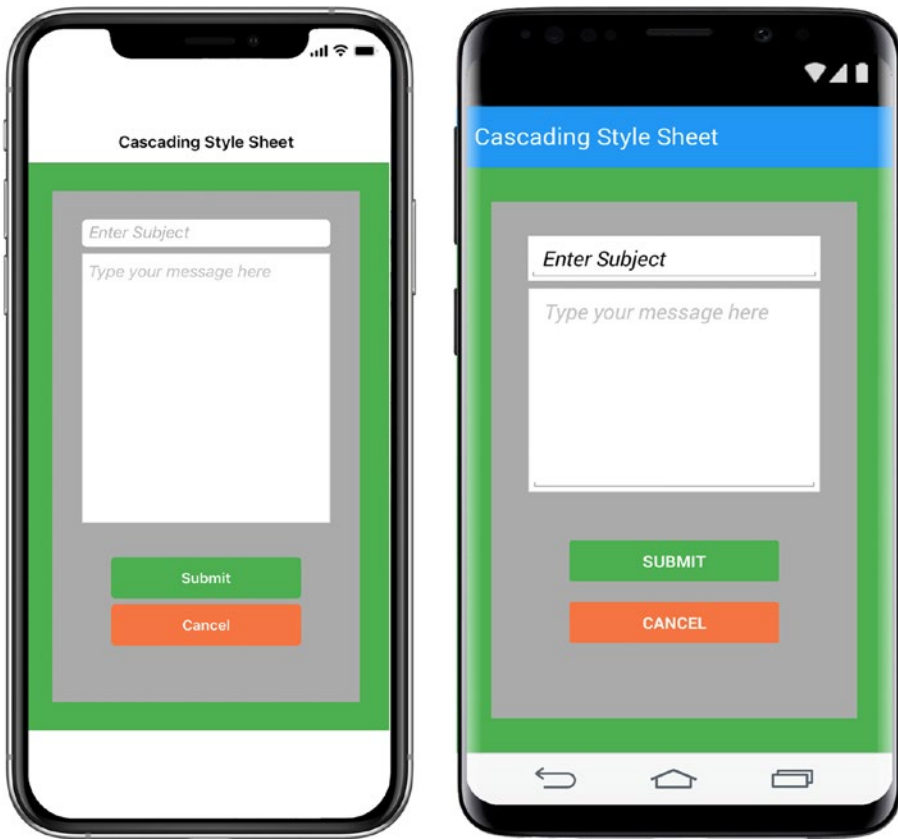 Cascading Style Sheet
Enter Subject
Type your message here
Submit
Cancel
Cascading Style Sheet
Enter Subject
Type your message here
SUBMIT
CANCEL